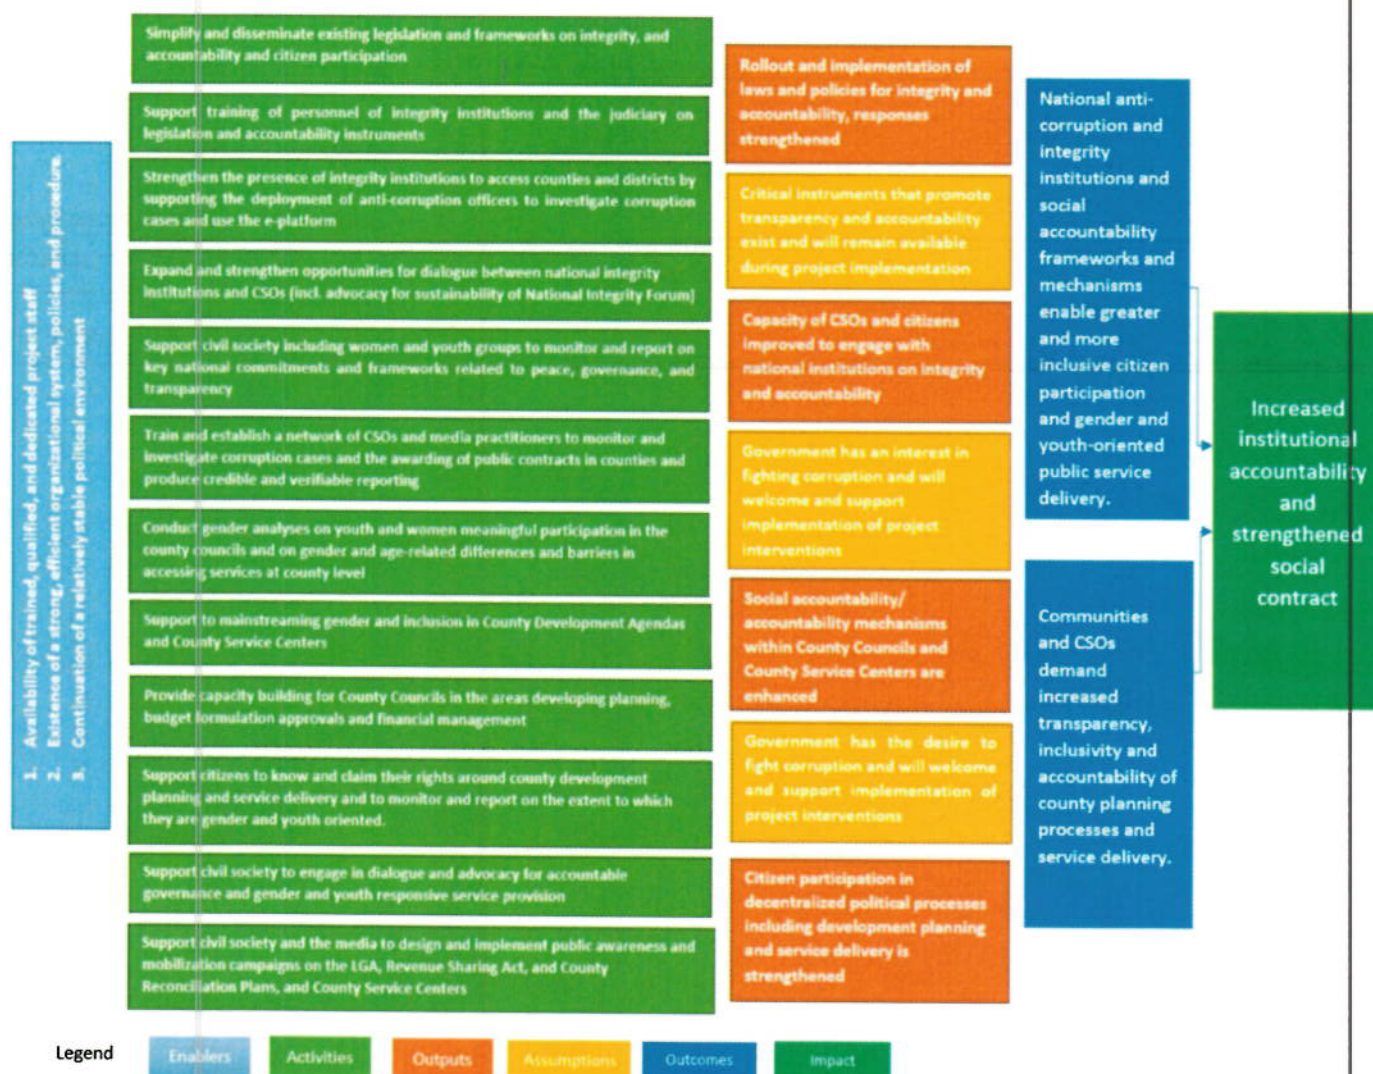 1. Availability of trained, qualified, and dedicated project staff
2. Existence of a strong, efficient organizational system, policies, and procedure.
3. Continuation of a relatively stable political environment
Simplify and disseminate existing legislation and frameworks on integrity, and
accountability and citizen participation
Support training of personnel of integrity institutions and the judiciary on
legislation and accountability instruments
Strengthen the presence of integrity institutions to access counties and districts by
supporting the deployment of anti-corruption officers to investigate corruption
cases and use the e-platform
Expand and strengthen opportunities for dialogue between national integrity
institutions and CSOs (incl. advocacy for sustainability of National Integrity Forum)
Support civil society including women and youth groups to monitor and report on
key national commitments and frameworks related to peace, governance, and
transparency
Train and establish a network of CSOs and media practitioners to monitor and
investigate corruption cases and the awarding of public contracts in counties and
produce credible and verifiable reporting
Conduct gender analyses on youth and women meaningful participation in the
county councils and on gender and age-related differences and barriers in
accessing services at county level
Support to mainstreaming gender and inclusion in County Development Agendas
and County Service Centers
Provide capacity building for County Councils in the areas developing planning,
budget formulation approvals and financial management
Support citizens to know and claim their rights around county development
planning and service delivery and to monitor and report on the extent to which
they are gender and youth oriented.
Support civil society to engage in dialogue and advocacy for accountable
governance and gender and youth responsive service provision
Support civil society and the media to design and implement public awareness and
mobilization campaigns on the LGA, Revenue Sharing Act, and County
Reconciliation Plans, and County Service Centers
Rollout and implementation of
laws and policies for integrity and
accountability, responses
strengthened
Critical instruments that promote
transparency and accountability
exist and will remain available
during project implementation
Capacity of CSOs and citizens
improved to engage with
national institutions on integrity
and accountability
Government has an interest in
fighting corruption and will
welcome and support
implementation of project
interventions
Social accountability/
accountability mechanisms
within County Councils and
County Service Centers are
enhanced
Government has the desire to
fight corruption and will welcome
and support implementation of
project interventions
Citizen participation in
decentralized political processes
including development planning
and service delivery is
strengthened
National anti-
corruption and
integrity
institutions and
social
accountability
frameworks and
mechanisms
enable greater
and more
inclusive citizen
participation
and gender and
youth-oriented
public service
delivery.
Communities
and CSOs
demand
increased
transparency,
inclusivity and
accountability of
county planning
processes and
service delivery.
Increased
institutional
accountability
and
strengthened
social
contract
Legend
Enablers
Activities
Outputs
Assumptions
Outcomes
Impact